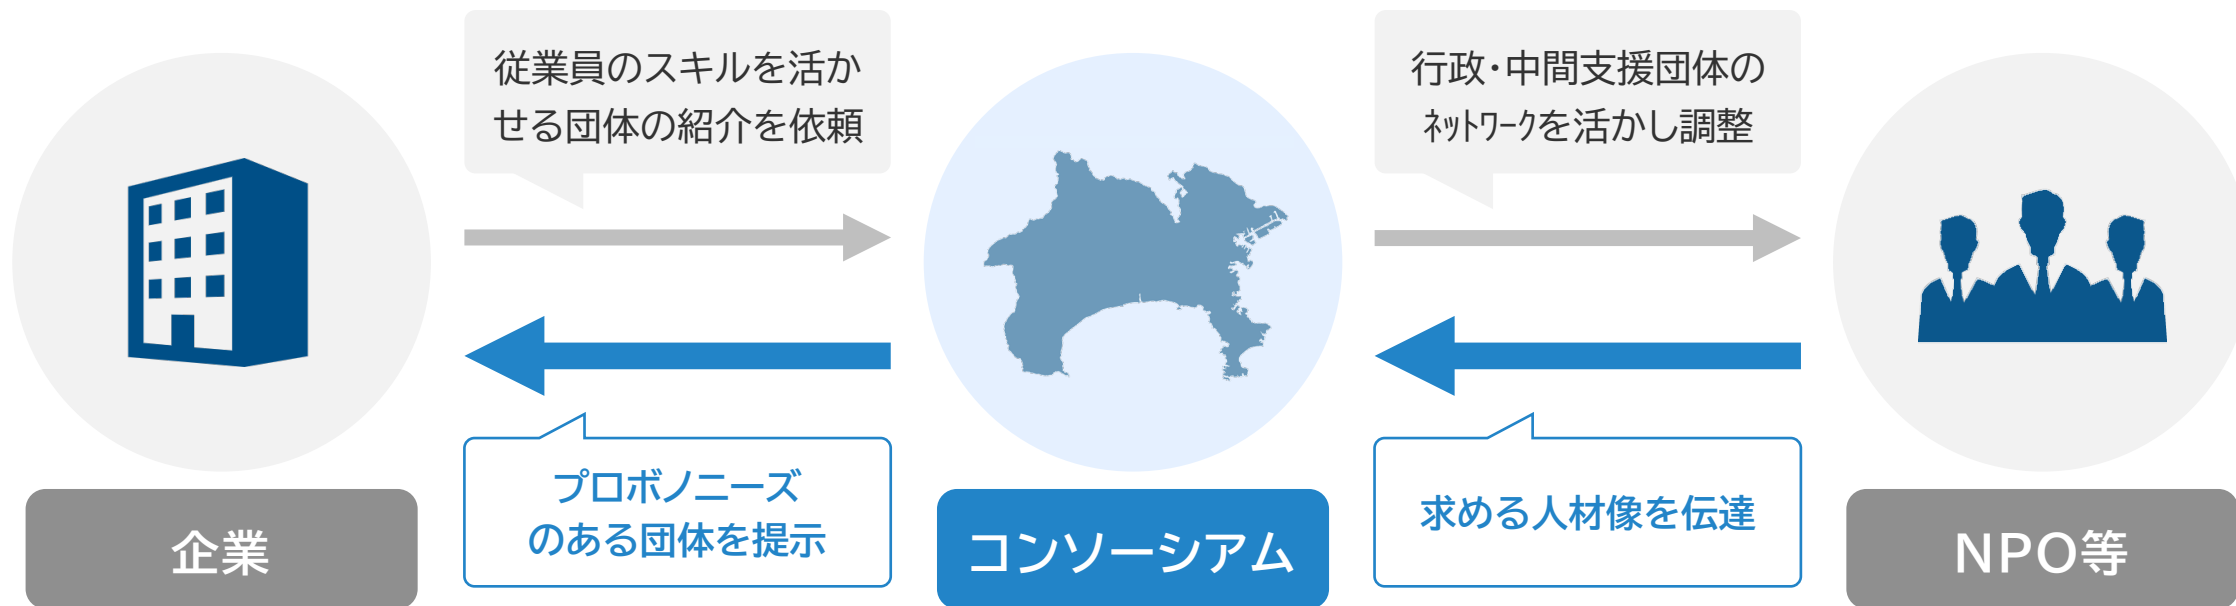 従業員のスキルを活か
せる団体の紹介を依頼
行政・中間支援団体の
ﾈｯﾄﾜｰｸを活かし調整
プロボノニーズ
のある団体を提示
求める人材像を伝達
企業
コンソーシアム
NPO等